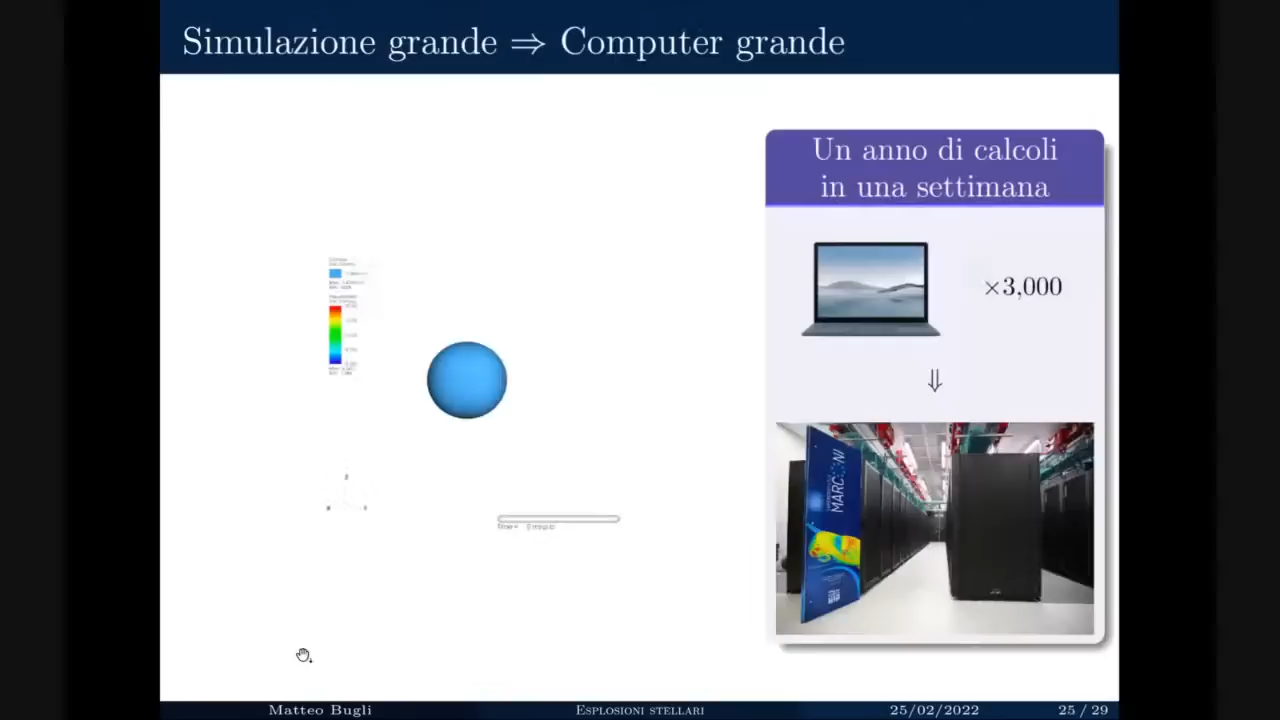 Simulazione grande ⇒ Computer grande
Un anno di calcoli
in una settimana
×3,000
⇓
MARCONI
Matteo Bugli
ESPLOSIONI STELLARI
25/02/2022
25 / 29